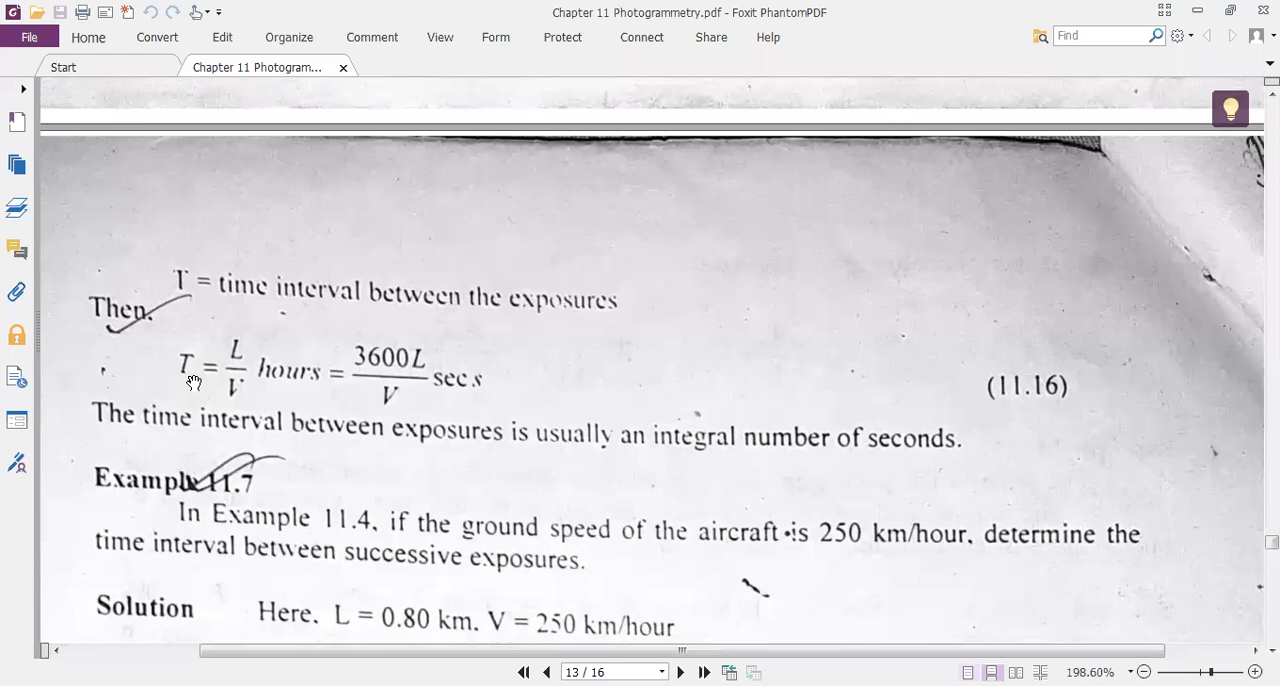 Chapter 11 Photogrammetry.pdf - Foxit PhantomPDF
File Home Convert Edit Organize Comment View Form Protect Connect Share Help Find
Start Chapter 11 Photogram...
T = time interval between the exposures
Then,
T = L/V hours = 3600L/V secs (11.16)
The time interval between exposures is usually an integral number of seconds.
Example 11.7
In Example 11.4, if the ground speed of the aircraft is 250 km/hour, determine the
time interval between successive exposures.
Solution Here, L = 0.80 km, V = 250 km/hour
13 / 16 198.60%